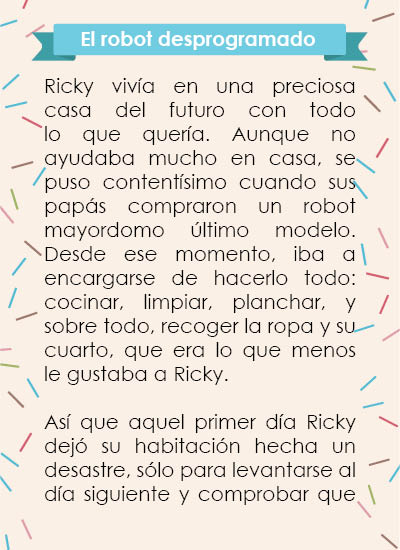 El robot desprogramado
Ricky vivía en una preciosa
casa del futuro con todo
lo que quería. Aunque no
ayudaba mucho en casa, se
puso contentísimo cuando sus
papás compraron un robot
mayordomo último modelo.
Desde ese momento, iba a
encargarse de hacerlo todo:
cocinar, limpiar, planchar, y
sobre todo, recoger la ropa y su
cuarto, que era lo que menos
le gustaba a Ricky.
Así que aquel primer día Ricky
dejó su habitación hecha un
desastre, sólo para levantarse al
día siguiente y comprobar que